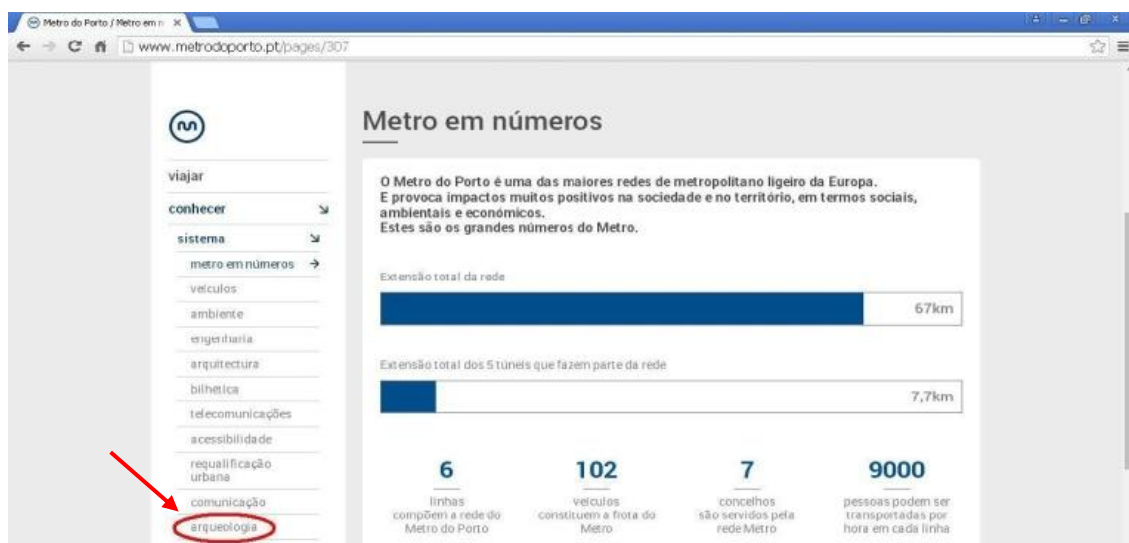 Metro do Porto / Metro em n
www.metrodoporto.pt/pages/307
viajar
conhecer
sistema
metro em números
veículos
ambiente
engenharia
arquitectura
bilhética
telecomunicações
acessibilidade
requalificação
urbana
comunicação
arqueologia
Metro em números
O Metro do Porto é uma das maiores redes de metropolitano ligeiro da Europa.
E provoca impactos muitos positivos na sociedade e no território, em termos sociais,
ambientais e económicos.
Estes são os grandes números do Metro.
Extensão total da rede
67km
Extensão total dos 5 túneis que fazem parte da rede
7,7km
6
linhas
compõem a rede do
Metro do Porto
102
veículos
constituem a frota do
Metro
7
concelhos
são servidos pela
rede Metro
9000
pessoas podem ser
transportadas por
hora em cada linha